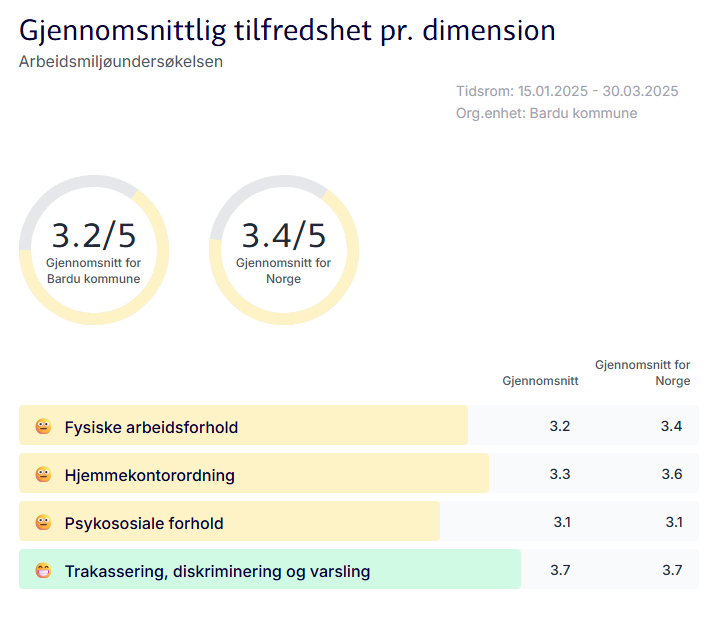 Gjennomsnittlig tilfredshet pr. dimension
Arbeidsmiljøundersøkelsen
Tidsrom: 15.01.2025 - 30.03.2025
Org.enhet: Bardu kommune
3.2/5
Gjennomsnitt for
Bardu kommune
3.4/5
Gjennomsnitt for
Norge
Gjennomsnitt
Gjennomsnitt for
Norge
Fysiske arbeidsforhold 3.2 3.4
Hjemmekontorordning 3.3 3.6
Psykososiale forhold 3.1 3.1
Trakassering, diskriminering og varsling 3.7 3.7